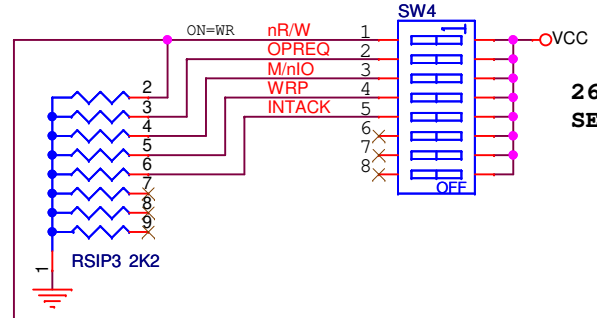 SW4
ON=WR nR/W 1
VCC
OPREQ 2
M/nIO 3
WRP 4
INTACK 5
6
7
8
OFF
26
SE
2
3
4
5
6
7
8
9
1
RSIP3 2K2